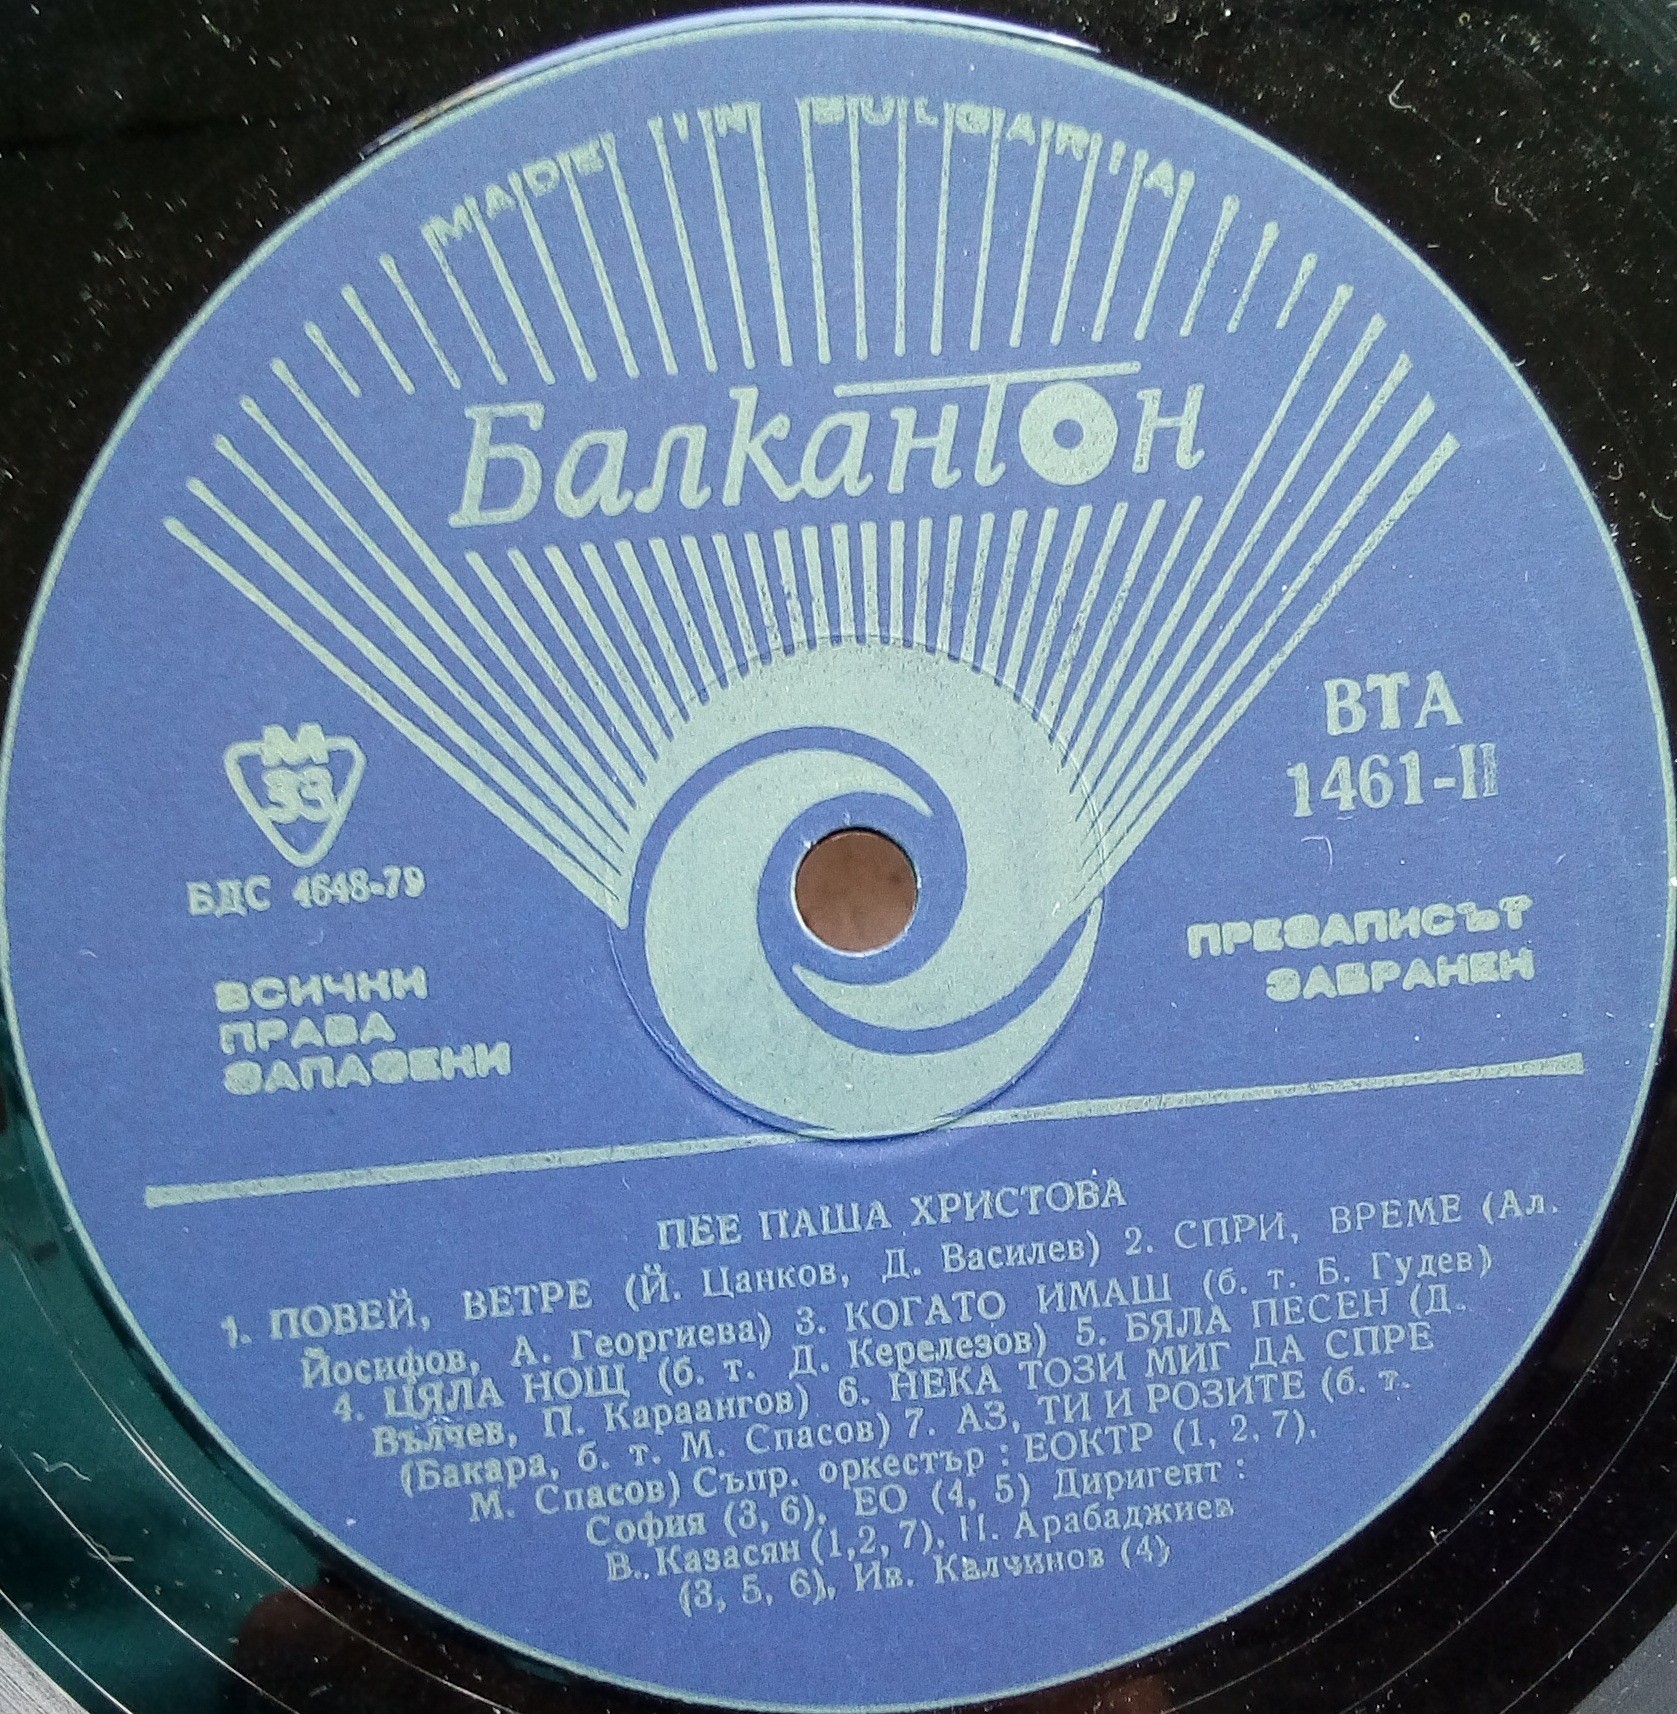 MADE IN BULGARIA
Балкантон
ВТА
1461-II
М
33
БДС 4648-79
ВСИЧКИ
ПРАВА
ЗАПАЗЕНИ
ПРЕЗАПИСЪТ
ЗАБРАНЕН
ПЕЕ ПАША ХРИСТОВА
1. ПОВЕЙ, ВЕТРЕ (Й. Цанков, Д. Василев) 2. СПРИ, ВРЕМЕ (Ал.
Йосифов, А. Георгиева) 3. КОГАТО ИМАШ (б. т. Б. Гудев)
4. ЦЯЛА НОЩ (б. т. Д. Керелезов) 5. БЯЛА ПЕСЕН (Д.
Вълчев, П. Караангов) 6. НЕКА ТОЗИ МИГ ДА СПРЕ
(Бакара, б. т. М. Спасов) 7. АЗ, ТИ И РОЗИТЕ (б. т.
М. Спасов) Съпр. оркестър : ЕОКТР (1, 2, 7),
София (3, 6), ЕО (4, 5) Диригент :
В. Казасян (1,2, 7), Н. Арабаджиев
(3, 5, 6), Ив. Калчинов (4)